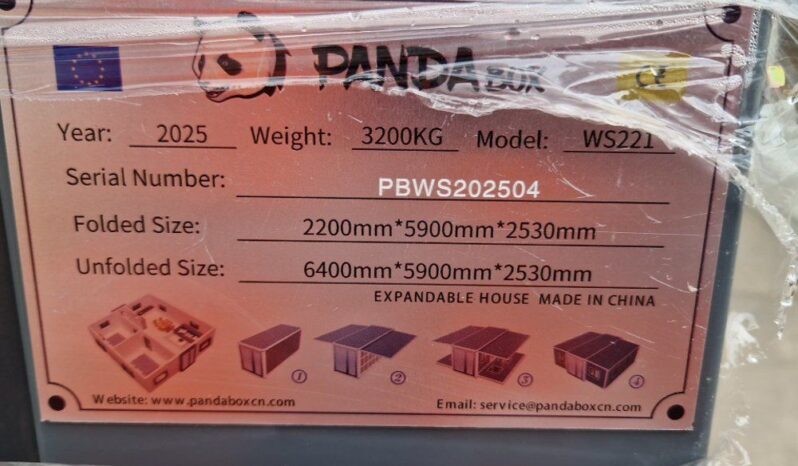 PANDA BOX
CE
Year: 2025 Weight: 3200KG Model: WS221
Serial Number: PBWS202504
Folded Size: 2200mm*5900mm*2530mm
Unfolded Size: 6400mm*5900mm*2530mm
EXPANDABLE HOUSE MADE IN CHINA
① ② ③ ④
Website: www.pandaboxcn.com Email: service@pandaboxcn.com